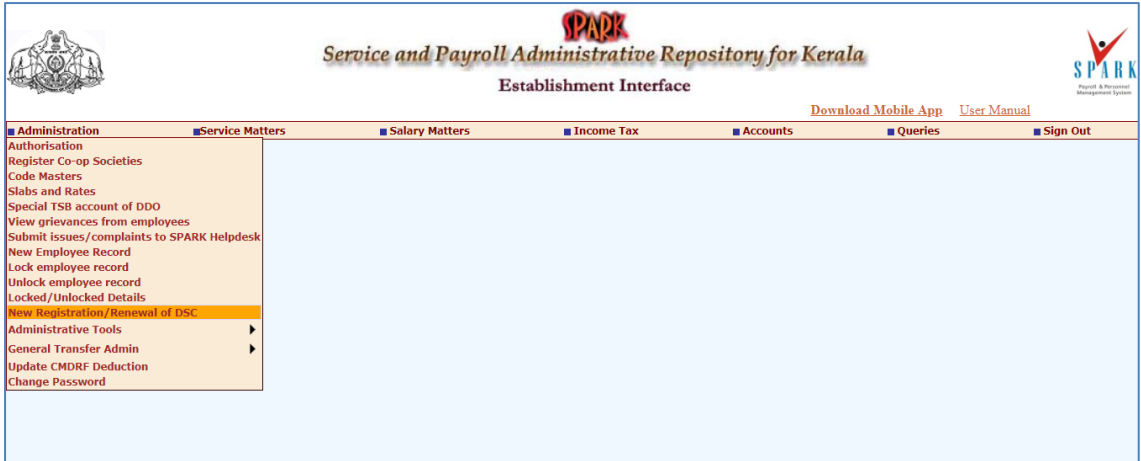 SPARK
Service and Payroll Administrative Repository for Kerala
Establishment Interface
SPARK
Payroll & Personnel
Management System
Download Mobile App User Manual
Administration Service Matters Salary Matters Income Tax Accounts Queries Sign Out
Authorisation
Register Co-op Societies
Code Masters
Slabs and Rates
Special TSB account of DDO
View grievances from employees
Submit issues/complaints to SPARK Helpdesk
New Employee Record
Lock employee record
Unlock employee record
Locked/Unlocked Details
New Registration/Renewal of DSC
Administrative Tools
General Transfer Admin
Update CMDRF Deduction
Change Password